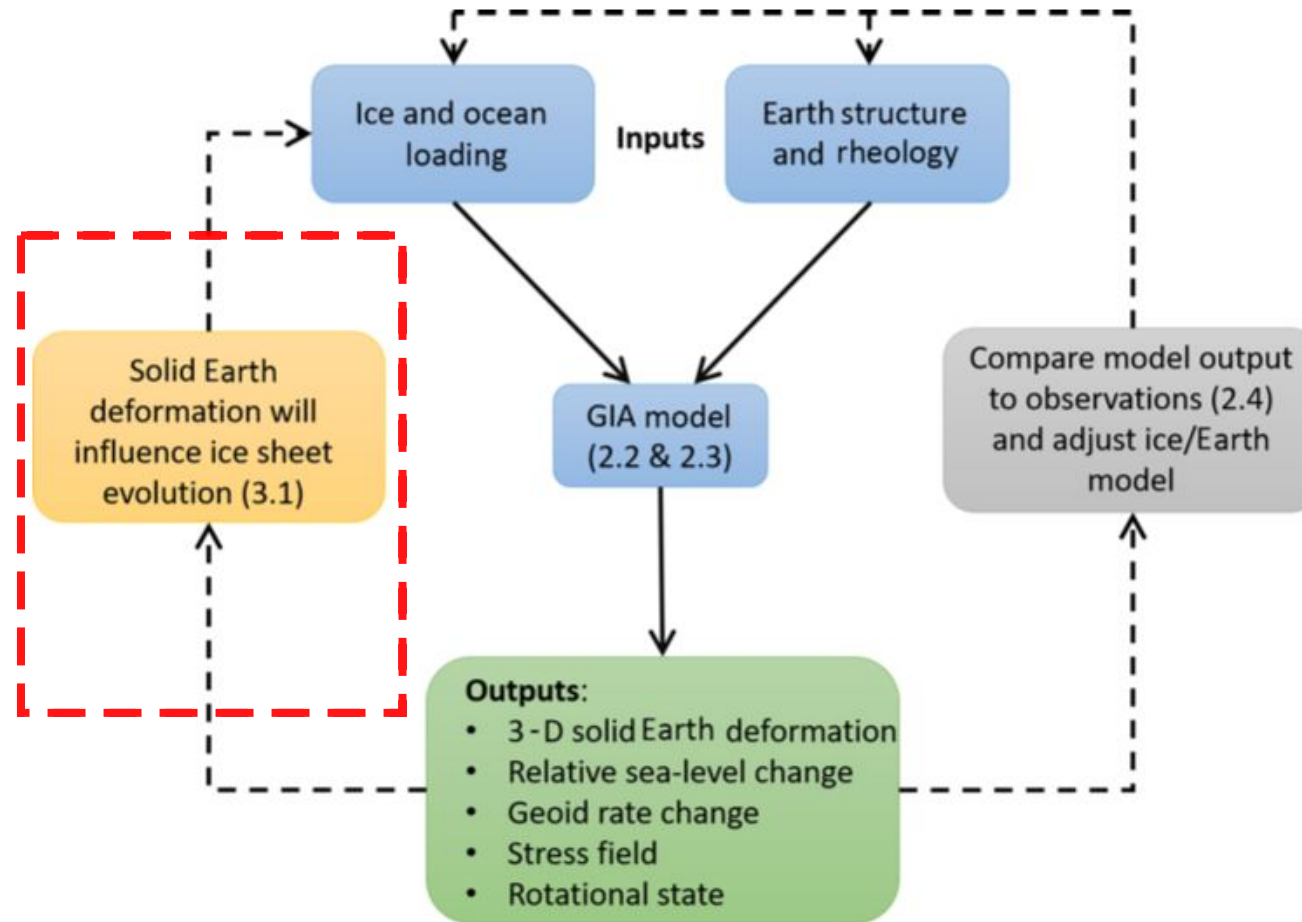 Ice and ocean
loading
Inputs
Earth structure
and rheology
Solid Earth
deformation will
influence ice sheet
evolution (3.1)
GIA model
(2.2 & 2.3)
Compare model output
to observations (2.4)
and adjust ice/Earth
model
Outputs:
• 3-D solid Earth deformation
• Relative sea-level change
• Geoid rate change
• Stress field
• Rotational state